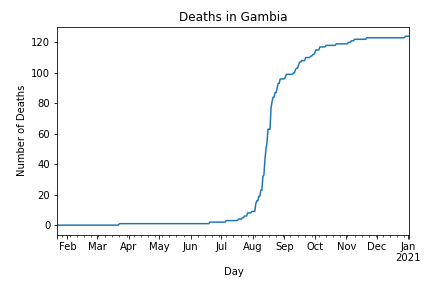 Deaths in Gambia
Number of Deaths
120
100
80
60
40
20
0
Feb Mar Apr May Jun Jul Aug Sep Oct Nov Dec Jan
2021
Day